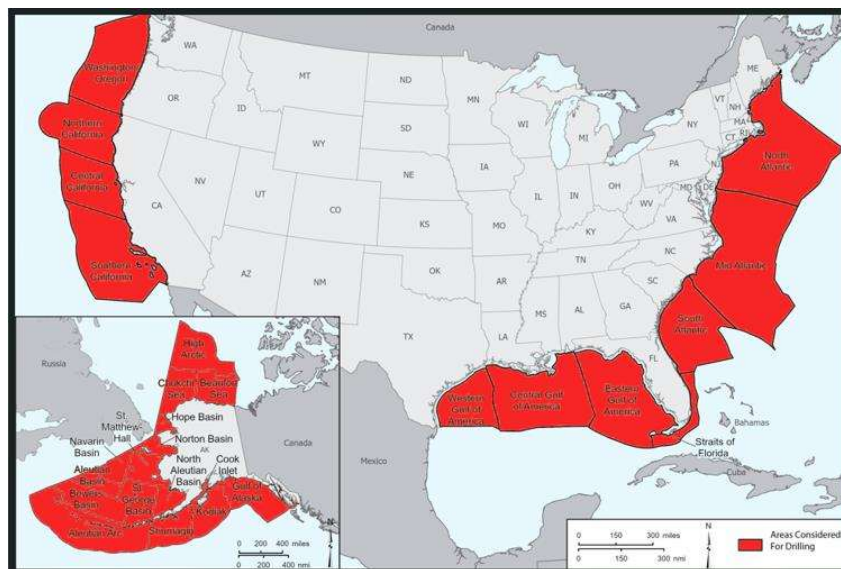 Canada
WA
MT
ND
MN
ME
Washington
Oregon
OR
ID
WY
SD
WI
MI
VT
NH
NY
MA
CT
RI
Northern
California
NV
UT
CO
NE
IA
IL
IN
OH
PA
NJ
MD
DE
North
Atlantic
Central
California
CA
KS
MO
KY
WV
VA
Southern
California
AZ
NM
OK
AR
TN
NC
Mid Atlantic
SC
TX
LA
MS
AL
GA
South
Atlantic
FL
Western
Gulf of
America
Central Gulf
of America
Eastern
Gulf of
America
Straits of
Florida
Bahamas
Cuba
Mexico
Russia
High
Arctic
Chukchi
Sea
Beaufort
Sea
St.
Matthew-
Hall
Hope Basin
Navarin
Basin
Norton Basin
AK
Canada
Aleutian
Basin
North
Aleutian
Basin
Cook
Inlet
Bowers
Basin
St.
George
Basin
Gulf of
Alaska
Kodiak
Aleutian Arc
Shumagin
0 200 400 miles
0 200 400 nmi
N
0 150 300 miles
0 150 300 nmi
N
Areas Considered
For Drilling